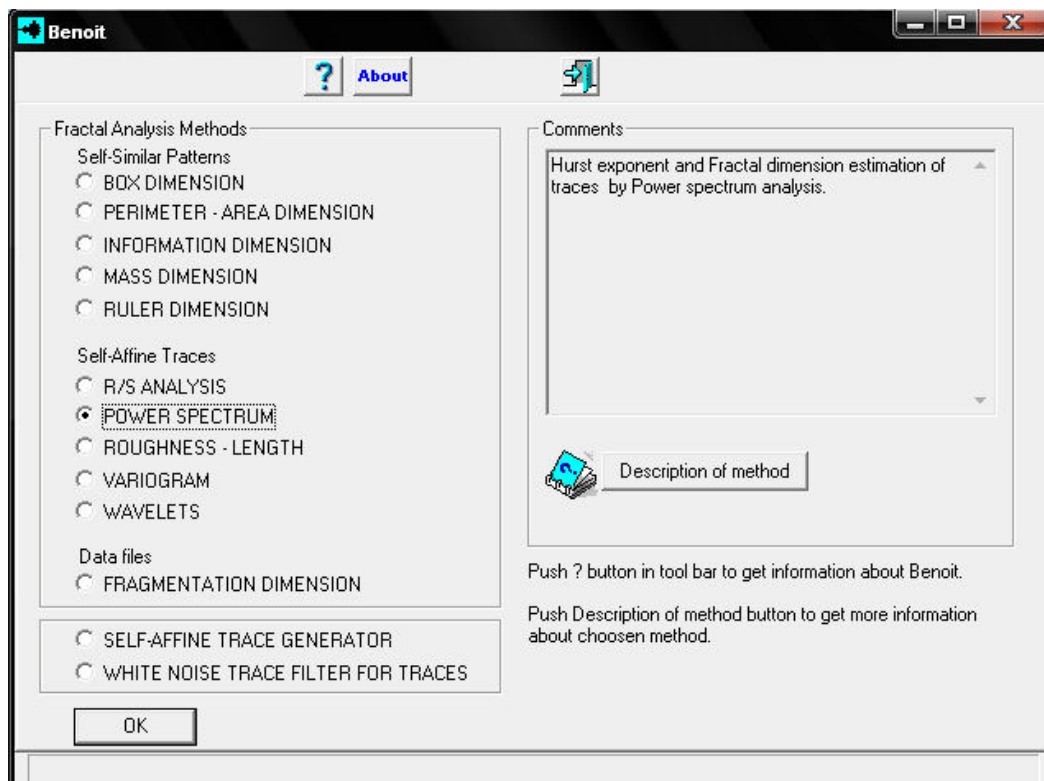 Benoit
?
About
Fractal Analysis Methods
Self-Similar Patterns
BOX DIMENSION
PERIMETER - AREA DIMENSION
INFORMATION DIMENSION
MASS DIMENSION
RULER DIMENSION
Self-Affine Traces
R/S ANALYSIS
POWER SPECTRUM
ROUGHNESS - LENGTH
VARIOGRAM
WAVELETS
Data files
FRAGMENTATION DIMENSION
SELF-AFFINE TRACE GENERATOR
WHITE NOISE TRACE FILTER FOR TRACES
OK
Comments
Hurst exponent and Fractal dimension estimation of
traces by Power spectrum analysis.
?
Description of method
Push ? button in tool bar to get information about Benoit.
Push Description of method button to get more information
about choosen method.